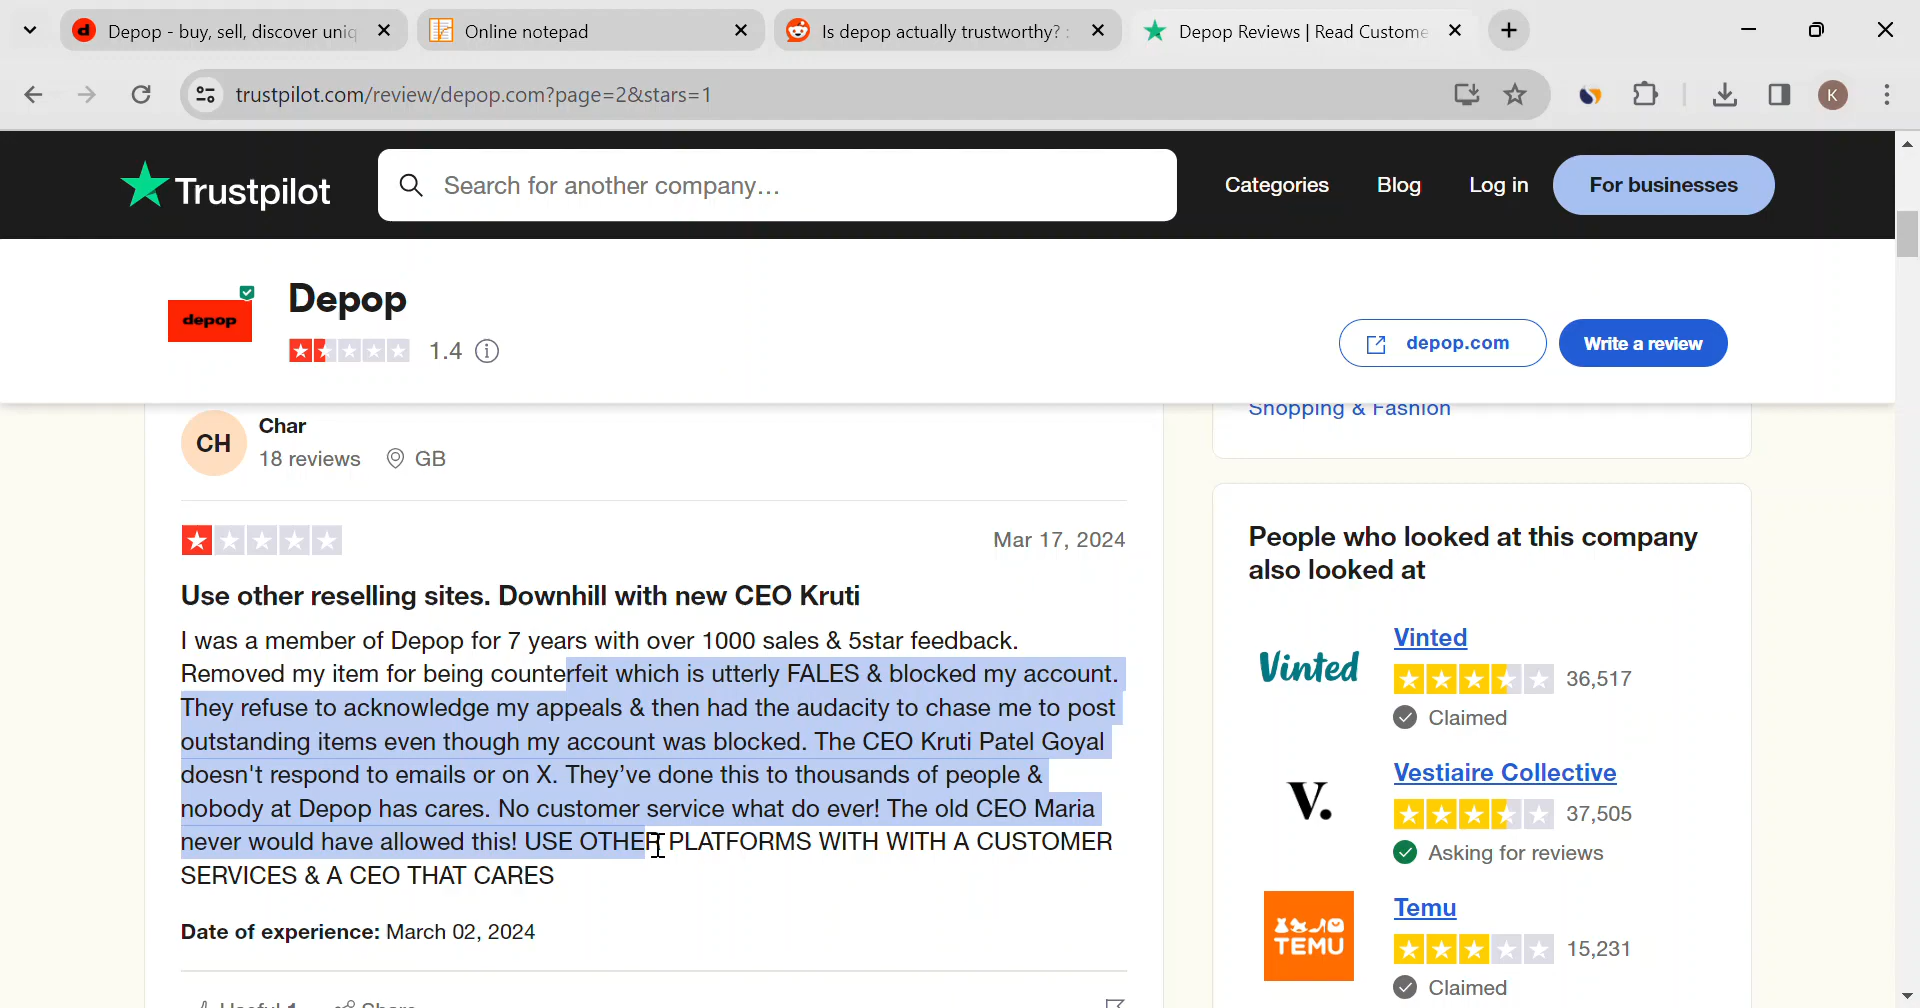 Depop - buy, sell, discover uniq
Online notepad
Is depop actually trustworthy? :
Depop Reviews | Read Custome
trustpilot.com/review/depop.com?page=2&stars=1
K
Trustpilot
Search for another company...
Categories
Blog
Log in
For businesses
depop
Depop
1.4
depop.com
Write a review
CH
Char
18 reviews
GB
Mar 17, 2024
Use other reselling sites. Downhill with new CEO Kruti
I was a member of Depop for 7 years with over 1000 sales & 5star feedback.
Removed my item for being counterfeit which is utterly FALES & blocked my account.
They refuse to acknowledge my appeals & then had the audacity to chase me to post
outstanding items even though my account was blocked. The CEO Kruti Patel Goyal
doesn't respond to emails or on X. They’ve done this to thousands of people &
nobody at Depop has cares. No customer service what do ever! The old CEO Maria
never would have allowed this! USE OTHER PLATFORMS WITH WITH A CUSTOMER
SERVICES & A CEO THAT CARES
Date of experience: March 02, 2024
Useful 1
Share
Shopping & Fashion
People who looked at this company
also looked at
Vinted
Vinted
36,517
Claimed
V.
Vestiaire Collective
37,505
Asking for reviews
TEMU
Temu
15,231
Claimed